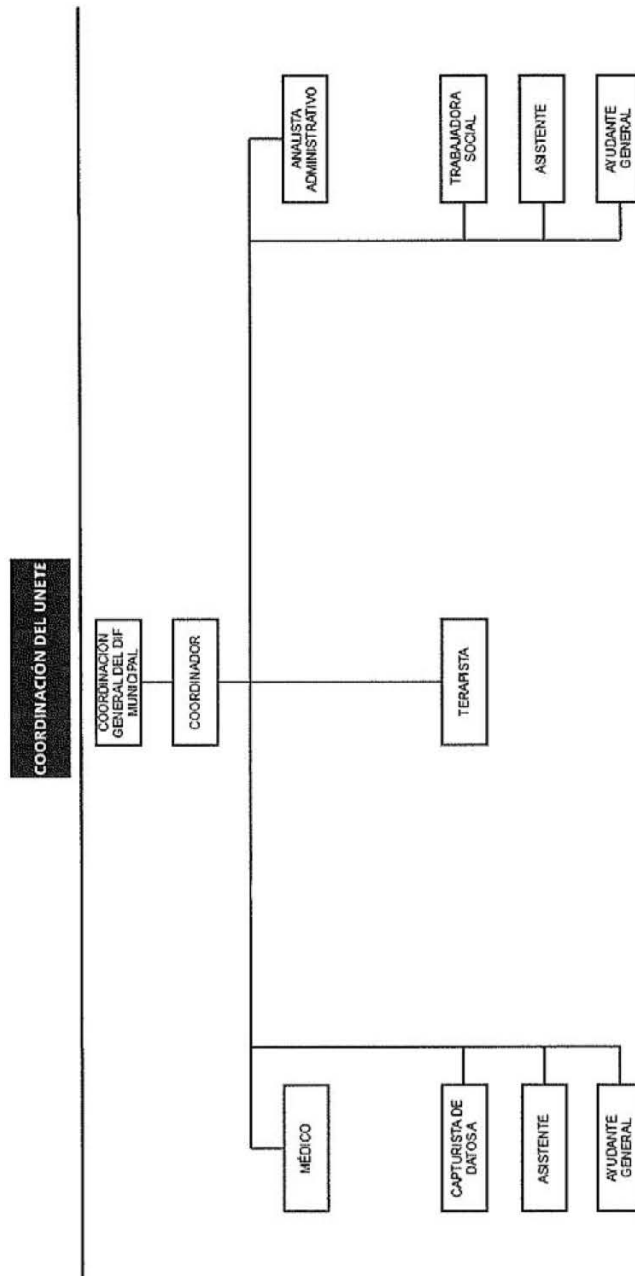 COORDINACION DEL UNETE
COORDINACIÓN
GENERAL DEL DIF
MUNICIPAL
COORDINADOR
MÉDICO
ANALISTA
ADMINISTRATIVO
CAPTURISTA DE
DATOS A
TERAPISTA
TRABAJADORA
SOCIAL
ASISTENTE
ASISTENTE
AYUDANTE
GENERAL
AYUDANTE
GENERAL